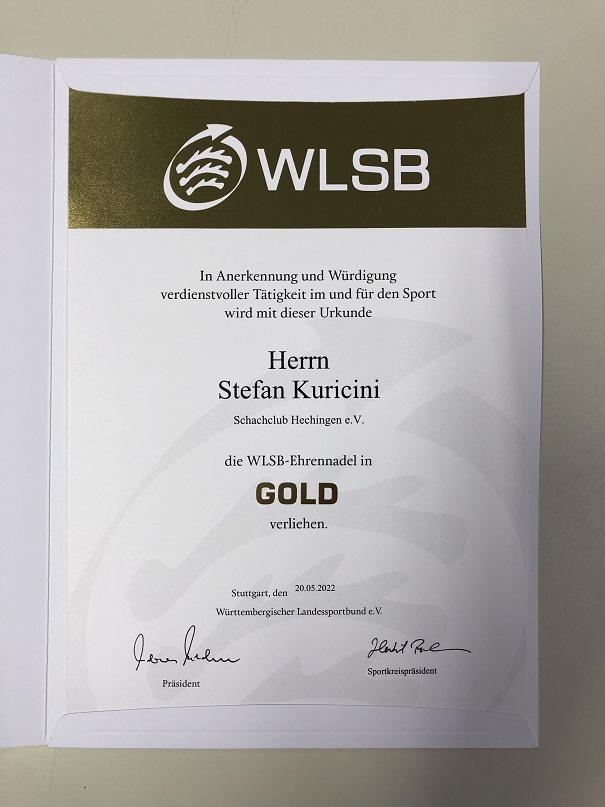 WLSB
In Anerkennung und Würdigung
verdienstvoller Tätigkeit im und für den Sport
wird mit dieser Urkunde
Herrn
Stefan Kuricini
Schachclub Hechingen e.V.
die WLSB-Ehrennadel in
GOLD
verliehen.
Stuttgart, den 20.05.2022
Württembergischer Landessportbund e.V.
Präsident
Sportkreispräsident